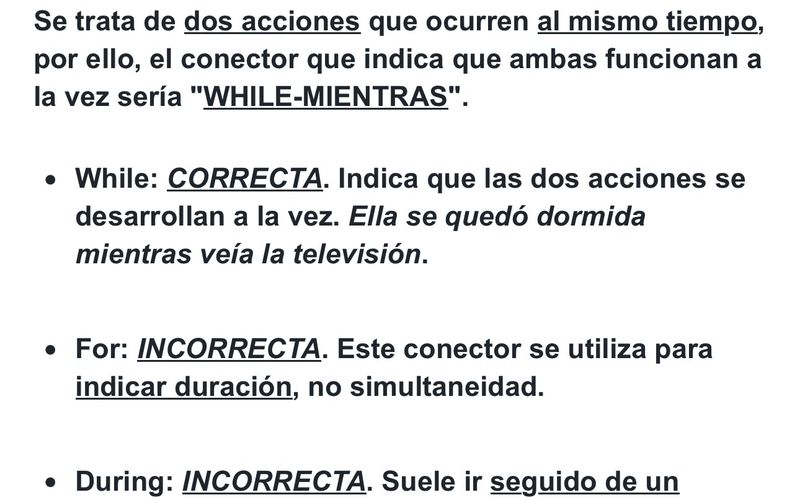 Se trata de dos acciones que ocurren al mismo tiempo,
por ello, el conector que indica que ambas funcionan a
la vez sería "WHILE-MIENTRAS".
• While: CORRECTA. Indica que las dos acciones se
desarrollan a la vez. Ella se quedó dormida
mientras veía la televisión.
• For: INCORRECTA. Este conector se utiliza para
indicar duración, no simultaneidad.
• During: INCORRECTA. Suele ir seguido de un